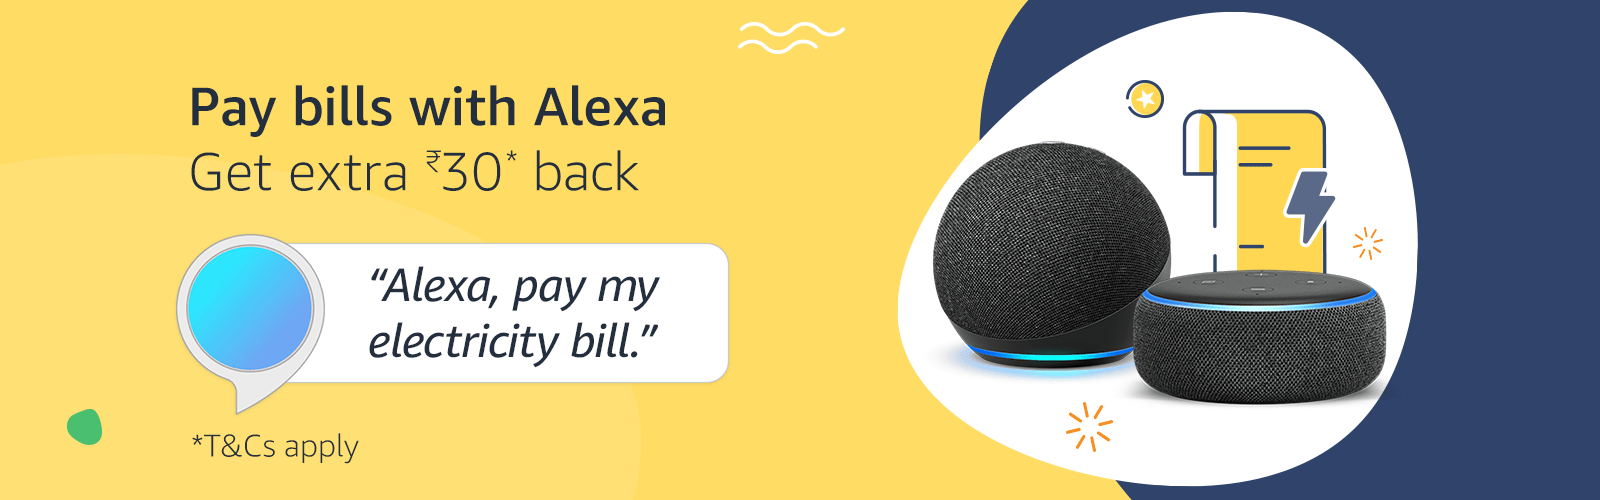 Pay bills with Alexa
Get extra ₹30* back
“Alexa, pay my
electricity bill.”
*T&Cs apply